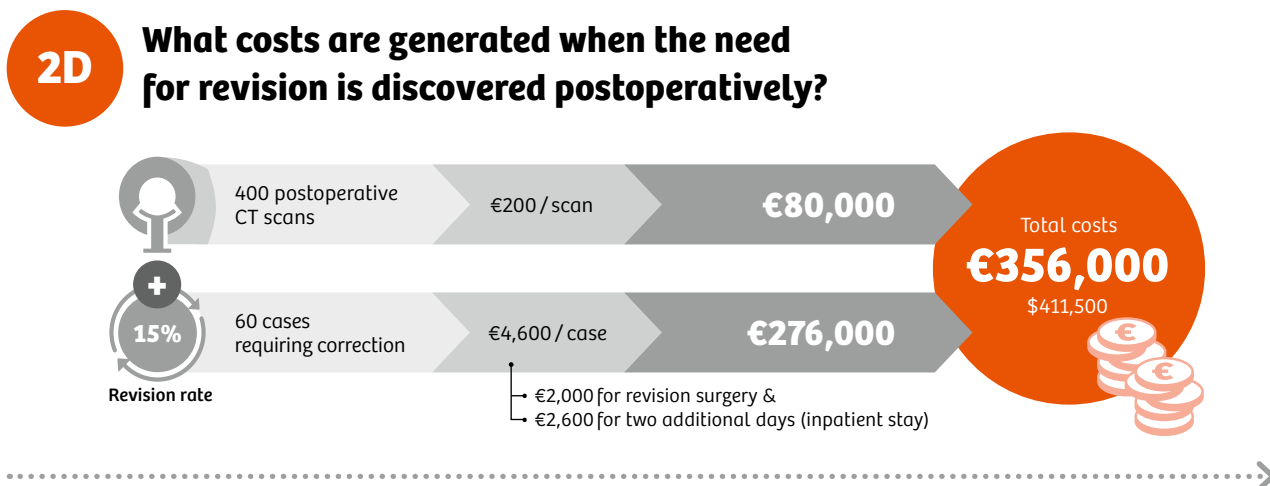 2D
What costs are generated when the need
for revision is discovered postoperatively?
400 postoperative
CT scans
€200 / scan
€80,000
+
15%
Revision rate
60 cases
requiring correction
€4,600 / case
€276,000
€2,000 for revision surgery &
€2,600 for two additional days (inpatient stay)
Total costs
€356,000
$411,500
€
€